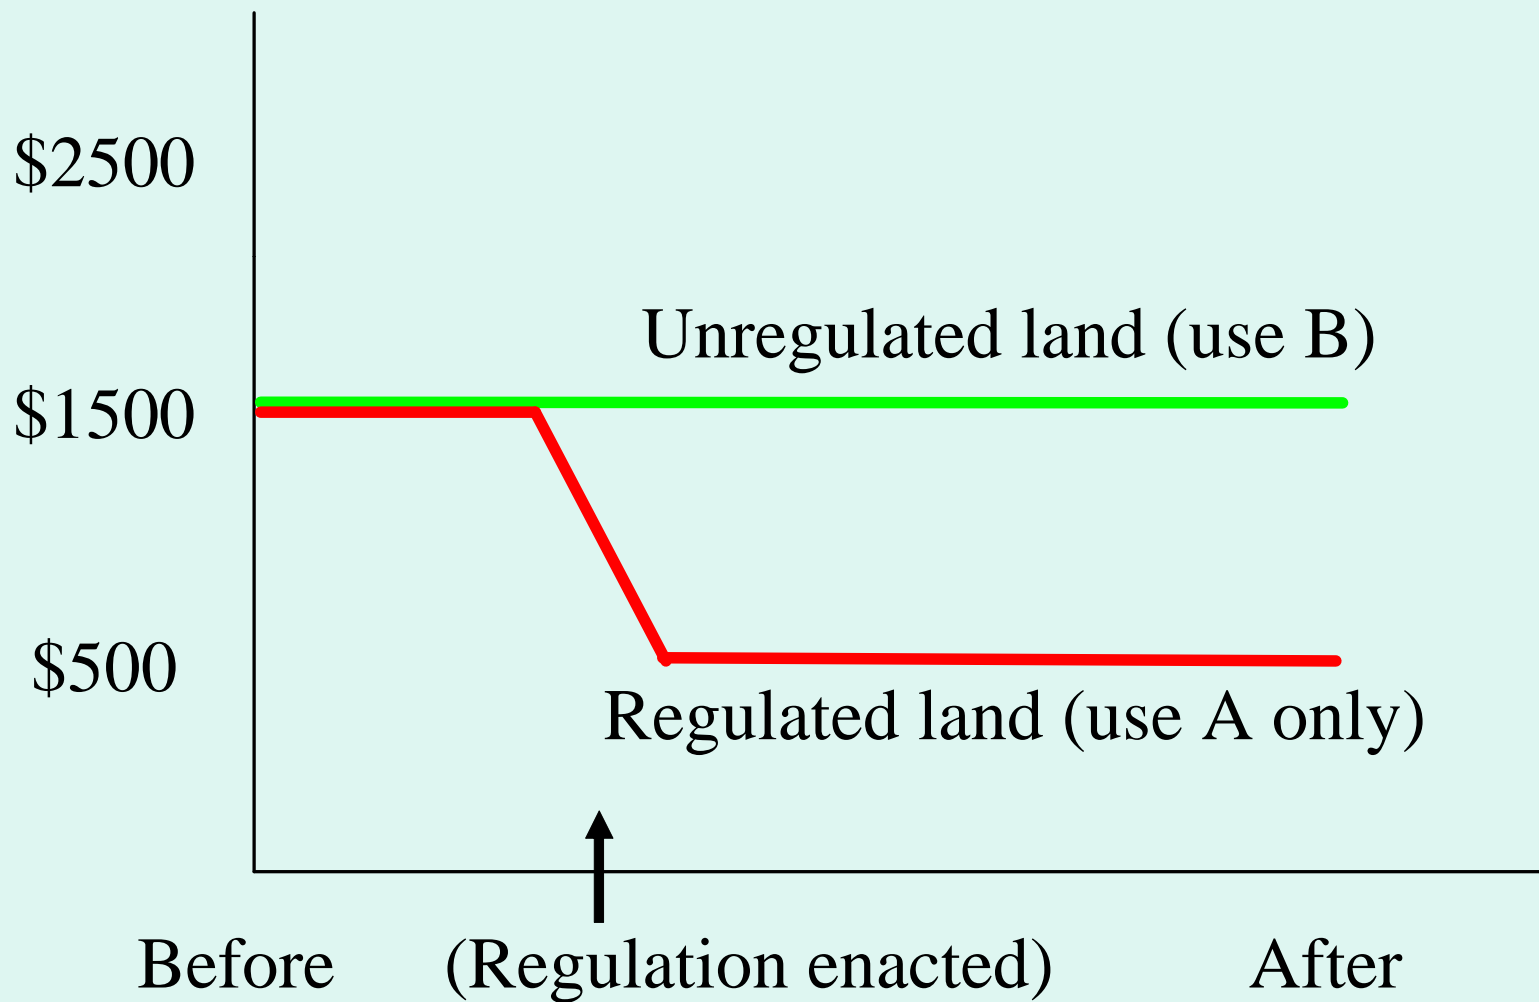 $2500
Unregulated land (use B)
$1500
$500
Regulated land (use A only)
Before (Regulation enacted) After